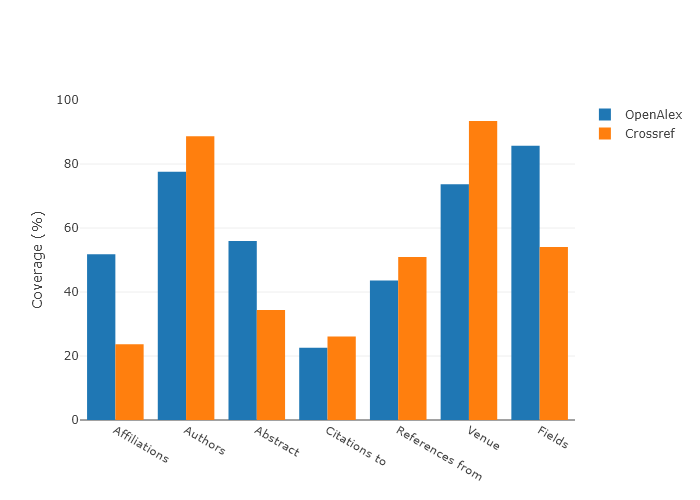 100
80
60
40
20
0
Coverage (%)
Affiliations
Authors
Abstract
Citations to
References from
Venue
Fields
OpenAlex
Crossref